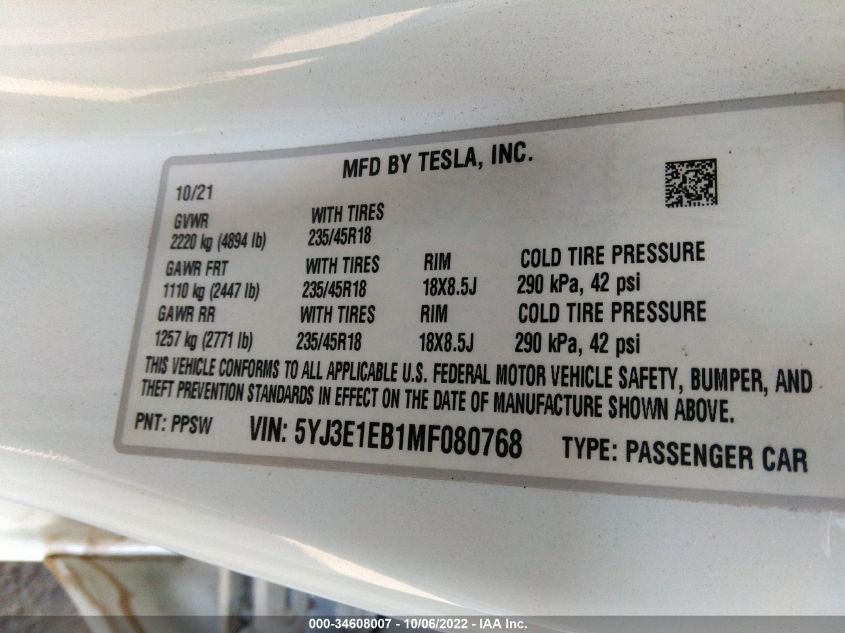 MFD BY TESLA, INC.
10/21
GVWR WITH TIRES
2220 kg (4894 lb) 235/45R18
GAWR FRT WITH TIRES RIM COLD TIRE PRESSURE
1110 kg (2447 lb) 235/45R18 18X8.5J 290 kPa, 42 psi
GAWR RR WITH TIRES RIM COLD TIRE PRESSURE
1257 kg (2771 lb) 235/45R18 18X8.5J 290 kPa, 42 psi
THIS VEHICLE CONFORMS TO ALL APPLICABLE U.S. FEDERAL MOTOR VEHICLE SAFETY, BUMPER, AND
THEFT PREVENTION STANDARDS IN EFFECT ON THE DATE OF MANUFACTURE SHOWN ABOVE.
PNT: PPSW VIN: 5YJ3E1EB1MF080768 TYPE: PASSENGER CAR
000-34608007 - 10/06/2022 - IAA Inc.